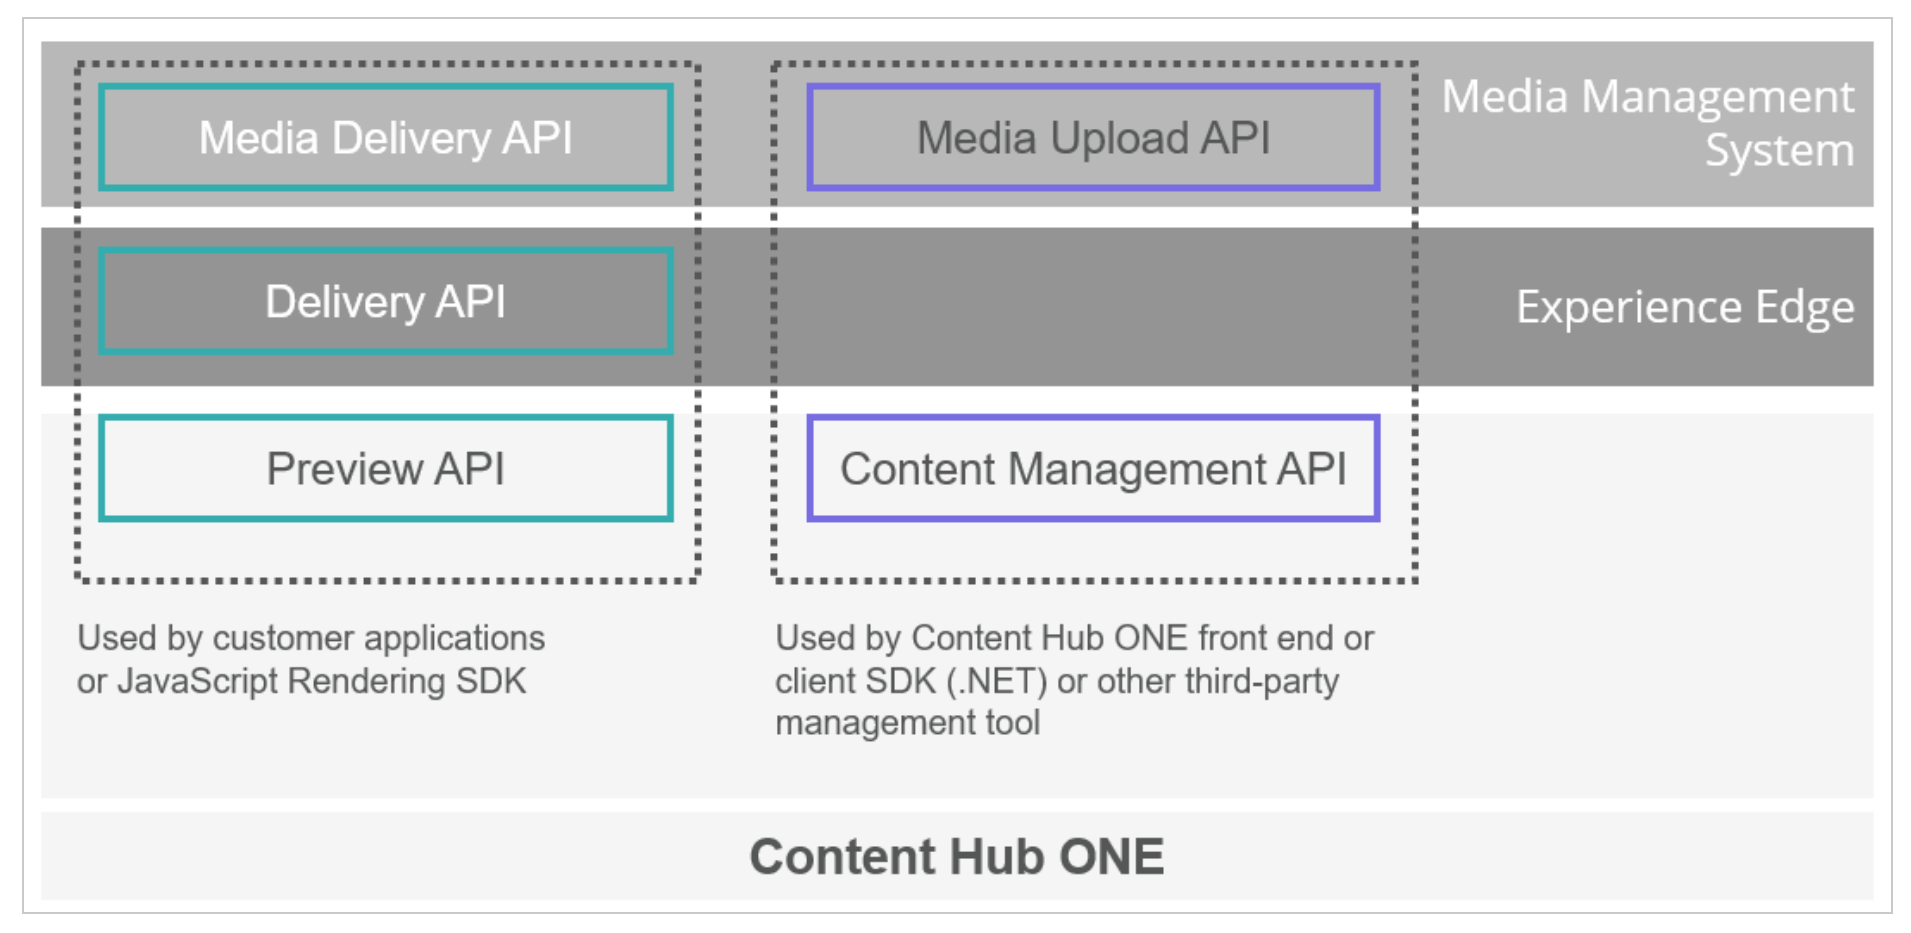 Media Delivery API
Media Upload API
Media Management
System
Delivery API
Experience Edge
Preview API
Content Management API
Used by customer applications
or JavaScript Rendering SDK
Used by Content Hub ONE front end or
client SDK (.NET) or other third-party
management tool
Content Hub ONE